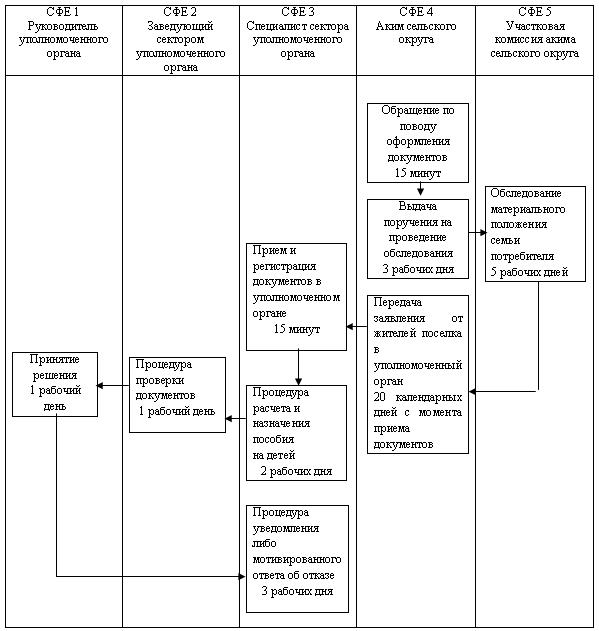 СФЕ 1
Руководитель
уполномоченного
органа
СФЕ 2
Заведующий
сектором
уполномоченного
органа
СФЕ 3
Специалист сектора
уполномоченного
органа
СФЕ 4
Аким сельского
округа
СФЕ 5
Участковая
комиссия акима
сельского округа
Обращение по
поводу
оформления
документов
15 минут
Выдача
поручения на
проведение
обследования
3 рабочих дня
Обследование
материального
положения
семьи
потребителя
5 рабочих дней
Передача
заявления от
жителей поселка
в
уполномоченный
орган
20 календарных
дней с момента
приема
документов
Прием и
регистрация
документов в
уполномоченном
органе
15 минут
Процедура
расчета и
назначения
пособия
на детей
2 рабочих дня
Процедура
проверки
документов
1 рабочий день
Принятие
решения
1 рабочий
день
Процедура
уведомления
либо
мотивированного
ответа об отказе
3 рабочих дня